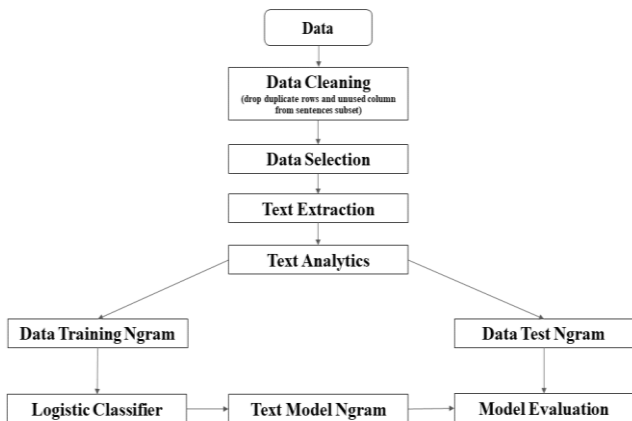 Data
Data Cleaning
(drop duplicate rows and unused column
from sentences subset)
Data Selection
Text Extraction
Text Analytics
Data Training Ngram
Data Test Ngram
Logistic Classifier
Text Model Ngram
Model Evaluation